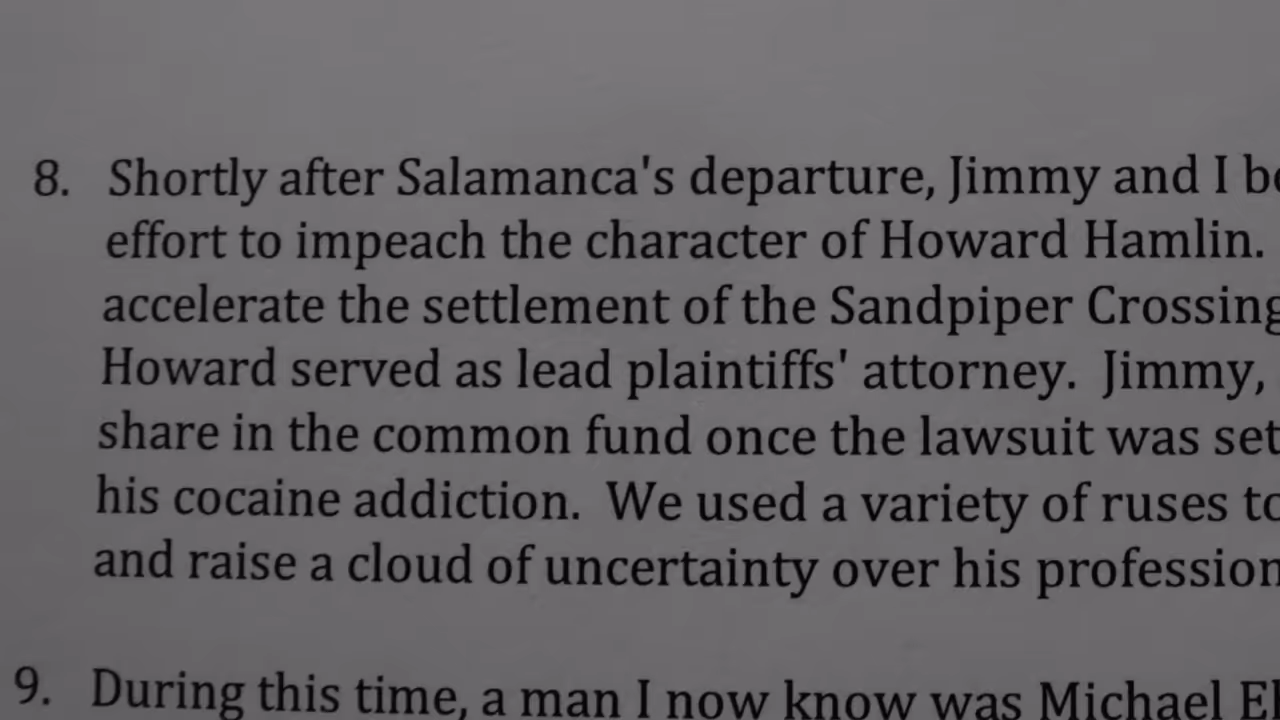 8. Shortly after Salamanca's departure, Jimmy and I
effort to impeach the character of Howard Hamlin.
accelerate the settlement of the Sandpiper Crossing
Howard served as lead plaintiffs' attorney. Jimmy,
share in the common fund once the lawsuit was
his cocaine addiction. We used a variety of ruses
and raise a cloud of uncertainty over his
9. During this time, a man I now know was Michael